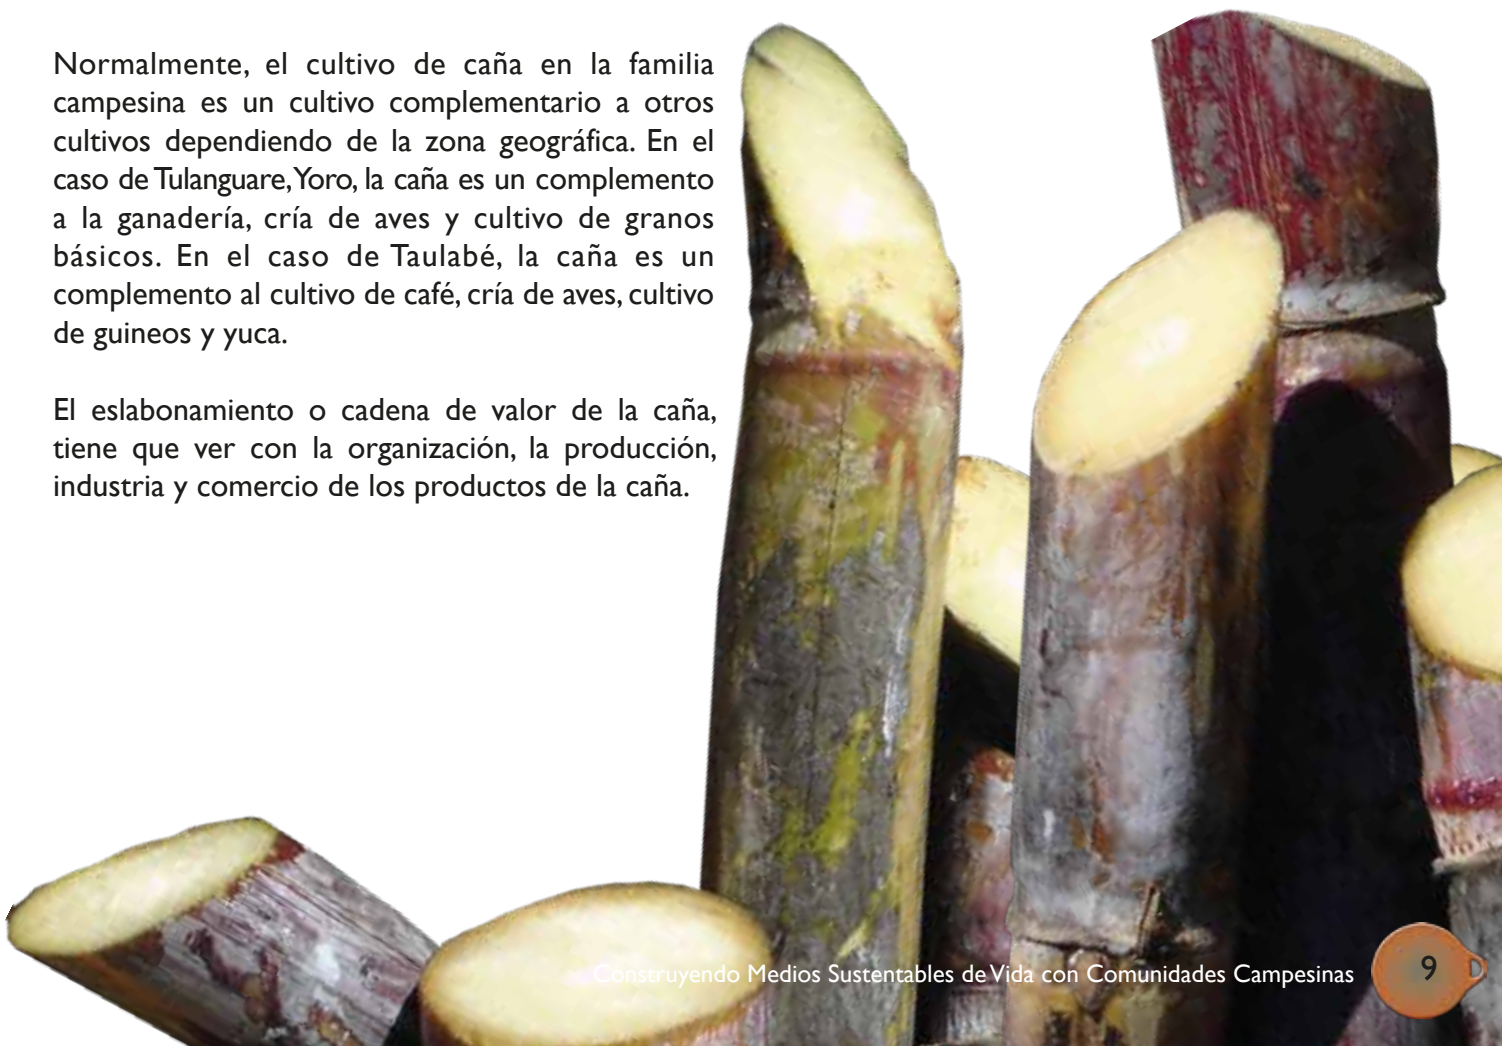 Normalmente, el cultivo de caña en la familia
campesina es un cultivo complementario a otros
cultivos dependiendo de la zona geográfica. En el
caso de Tulanguare, Yoro, la caña es un complemento
a la ganadería, cría de aves y cultivo de granos
básicos. En el caso de Taulabé, la caña es un
complemento al cultivo de café, cría de aves, cultivo
de guineos y yuca.
El eslabonamiento o cadena de valor de la caña,
tiene que ver con la organización, la producción,
industria y comercio de los productos de la caña.
Construyendo Medios Sustentables de Vida con Comunidades Campesinas
9